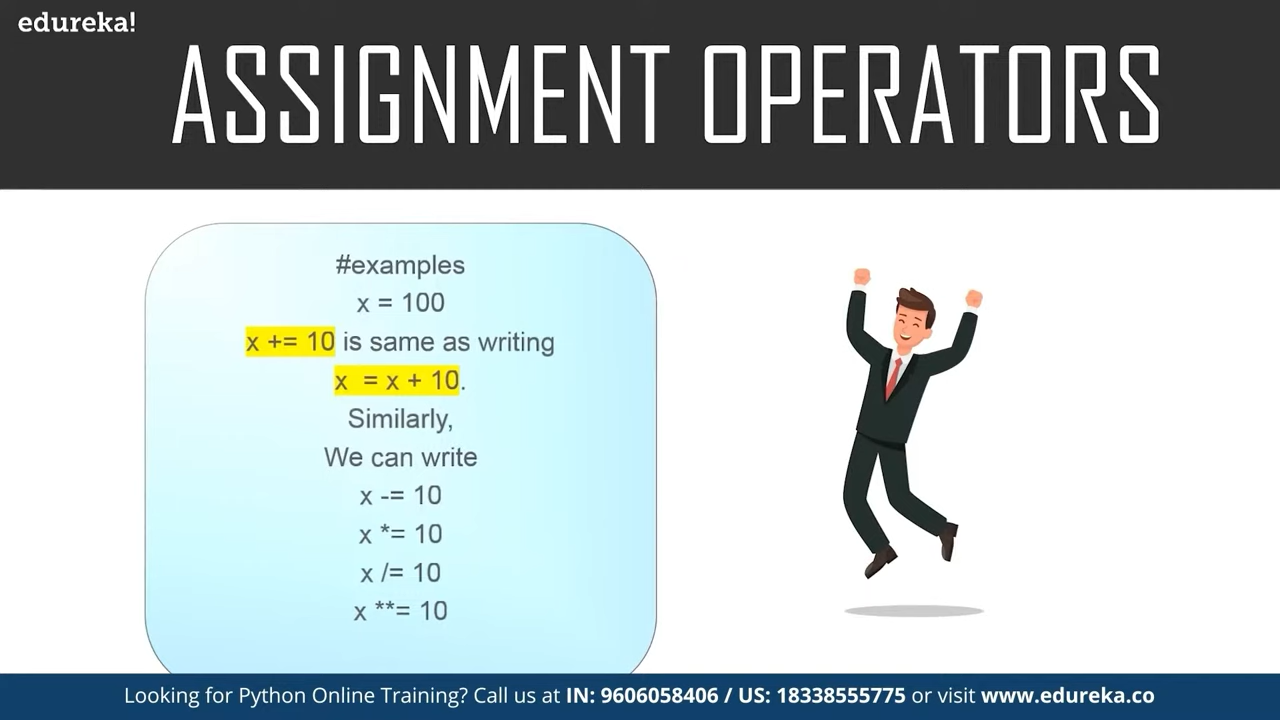 edureka!
ASSIGNMENT OPERATORS
#examples
x = 100
x += 10 is same as writing
x  = x + 10.
Similarly,
We can write
x -= 10
x *= 10
x /= 10
x **= 10
Looking for Python Online Training? Call us at IN: 9606058406 / US: 18338555775 or visit www.edureka.co